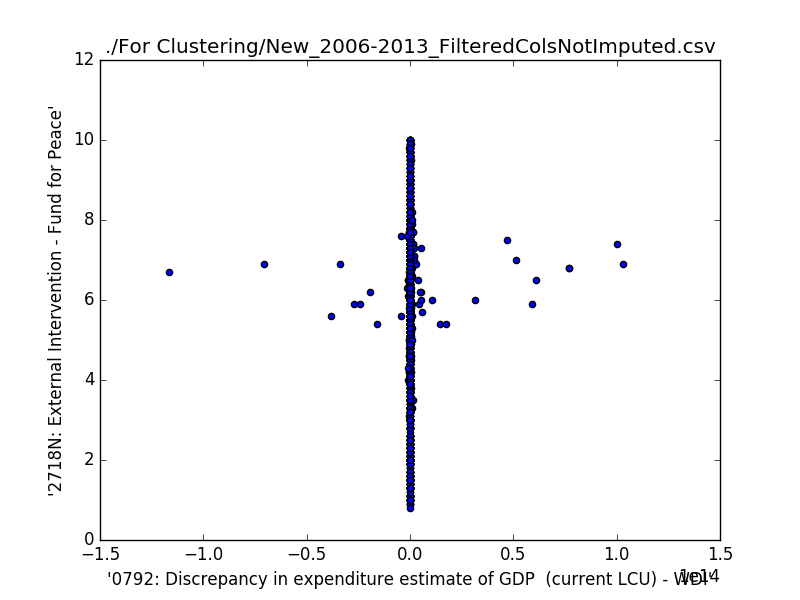 ./For Clustering/New_2006-2013_FilteredColsNotImputed.csv
12
10
8
6
4
2
0
'2718N: External Intervention - Fund for Peace'
−1.5 −1.0 −0.5 0.0 0.5 1.0 1.5
1e14
'0792: Discrepancy in expenditure estimate of GDP  (current LCU) - WDI'